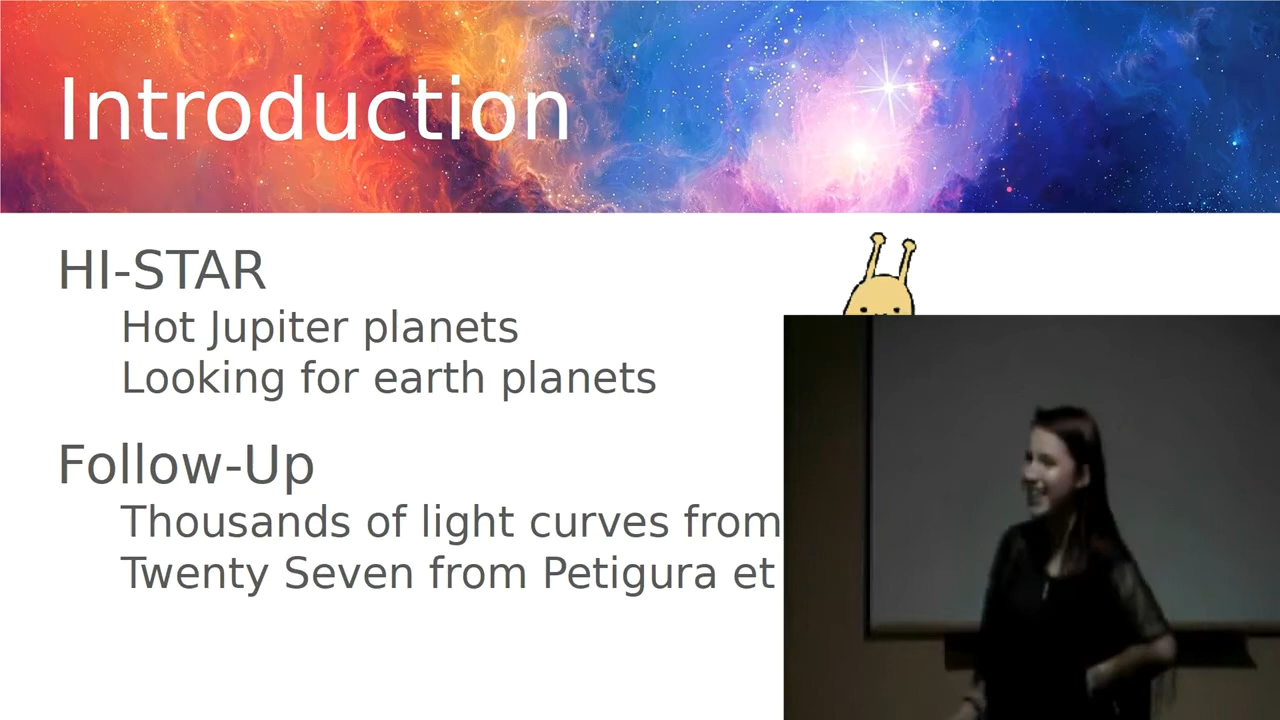 Introduction
HI-STAR
Hot Jupiter planets
Looking for earth planets
Follow-Up
Thousands of light curves from
Twenty Seven from Petigura et